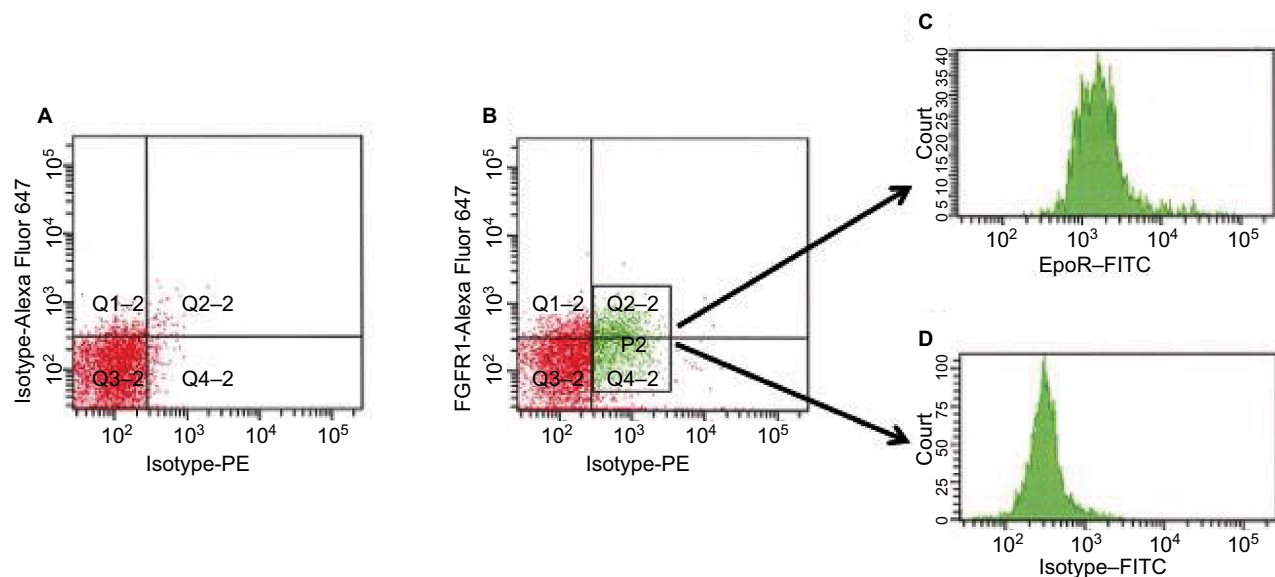 A
Isotype-Alexa Fluor 647
10^5
10^4
10^3
10^2
Q1–2 Q2–2
Q3–2 Q4–2
10^2 10^3 10^4 10^5
Isotype-PE
B
FGFR1-Alexa Fluor 647
10^5
10^4
10^3
10^2
Q1–2 Q2–2
P2
Q3–2 Q4–2
10^2 10^3 10^4 10^5
Isotype-PE
C
Court
0 5 10 15 20 25 30 35 40
10^2 10^3 10^4 10^5
EpoR–FITC
D
Court
0 25 50 75 100
10^2 10^3 10^4 10^5
Isotype–FITC